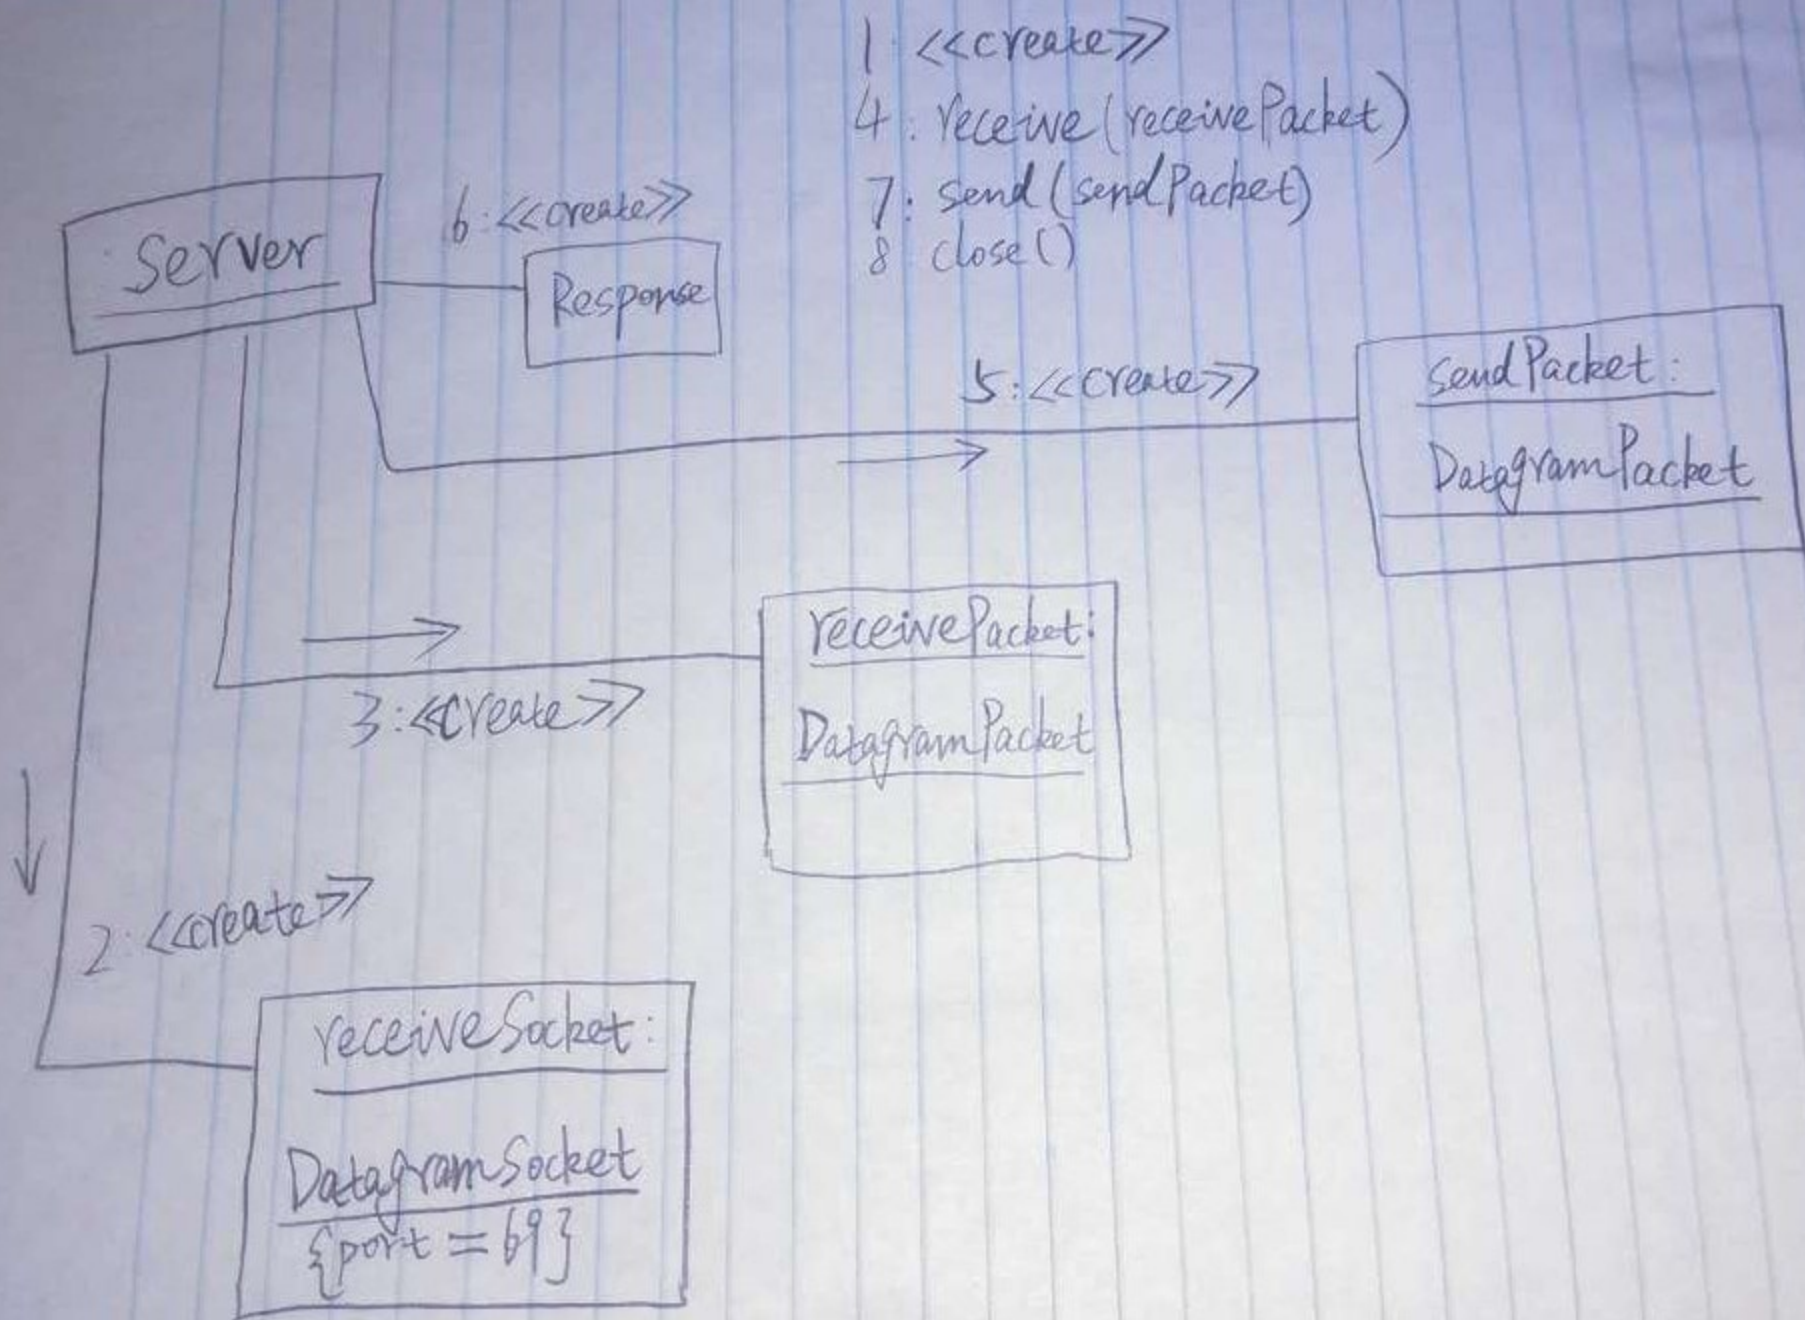 1 <<create>>
4: receive(receivePacket)
7: send(sendPacket)
8 close()
server
6:<<create>>
Response
5:<<create>>
sendPacket:
DatagramPacket
receivePacket:
DatagramPacket
3:<<create>>
2:<<create>>
receiveSocket:
DatagramSocket
{port = 69}